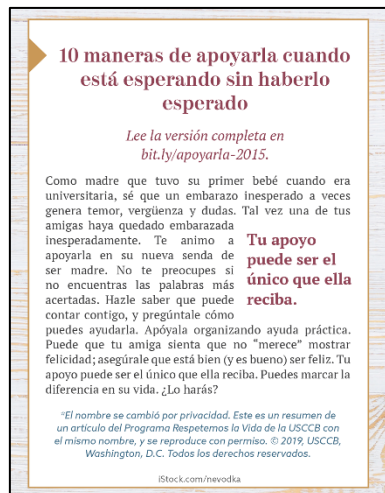 10 maneras de apoyarla cuando
está esperando sin haberlo
esperado
Lee la versión completa en
bit.ly/apoyarla-2015.
Como madre que tuvo su primer bebé cuando era
universitaria, sé que un embarazo inesperado a veces
genera temor, vergüenza y dudas. Tal vez una de tus
amigas haya quedado embarazada
inesperadamente. Te animo a
apoyarla en su nueva senda de
ser madre. No te preocupes si
no encuentras las palabras más
acertadas. Hazle saber que puede
contar contigo, y pregúntale cómo
Tu apoyo
puede ser el
único que ella
reciba.
puedes ayudarla. Apóyala organizando ayuda práctica.
Puede que tu amiga sienta que no “merece” mostrar
felicidad; asegúrale que está bien (y es bueno) ser feliz. Tu
apoyo puede ser el único que ella reciba. Puedes marcar la
diferencia en su vida. ¿Lo harás?
*El nombre se cambió por privacidad. Este es un resumen de
un artículo del Programa Respetemos la Vida de la USCCB con
el mismo nombre, y se reproduce con permiso. © 2019, USCCB,
Washington, D.C. Todos los derechos reservados.
iStock.com/nevodka